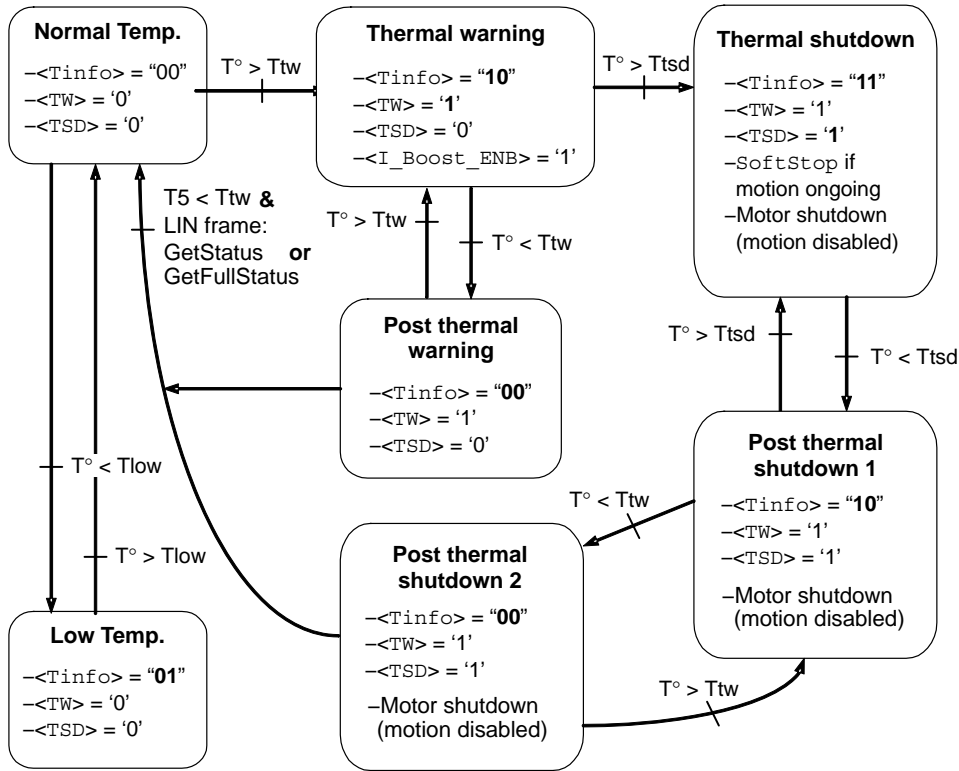 Normal Temp.
–<Tinfo> = “00”
–<TW> = ‘0’
–<TSD> = ‘0’
T° > Ttw
Thermal warning
–<Tinfo> = “10”
–<TW> = ‘1’
–<TSD> = ‘0’
–<I_Boost_ENB> = ‘1’
T° > Ttsd
Thermal shutdown
–<Tinfo> = “11”
–<TW> = ‘1’
–<TSD> = ‘1’
–SoftStop if
motion ongoing
–Motor shutdown
(motion disabled)
T5 < Ttw &
LIN frame:
GetStatus or
GetFullStatus
T° > Ttw
T° < Ttw
Post thermal
warning
–<Tinfo> = “00”
–<TW> = ‘1’
–<TSD> = ‘0’
T° > Ttsd
T° < Ttsd
Post thermal
shutdown 1
–<Tinfo> = “10”
–<TW> = ‘1’
–<TSD> = ‘1’
–Motor shutdown
(motion disabled)
T° < Ttw
Post thermal
shutdown 2
–<Tinfo> = “00”
–<TW> = ‘1’
–<TSD> = ‘1’
–Motor shutdown
(motion disabled)
T° > Ttw
T° < Tlow
T° > Tlow
Low Temp.
–<Tinfo> = “01”
–<TW> = ‘0’
–<TSD> = ‘0’